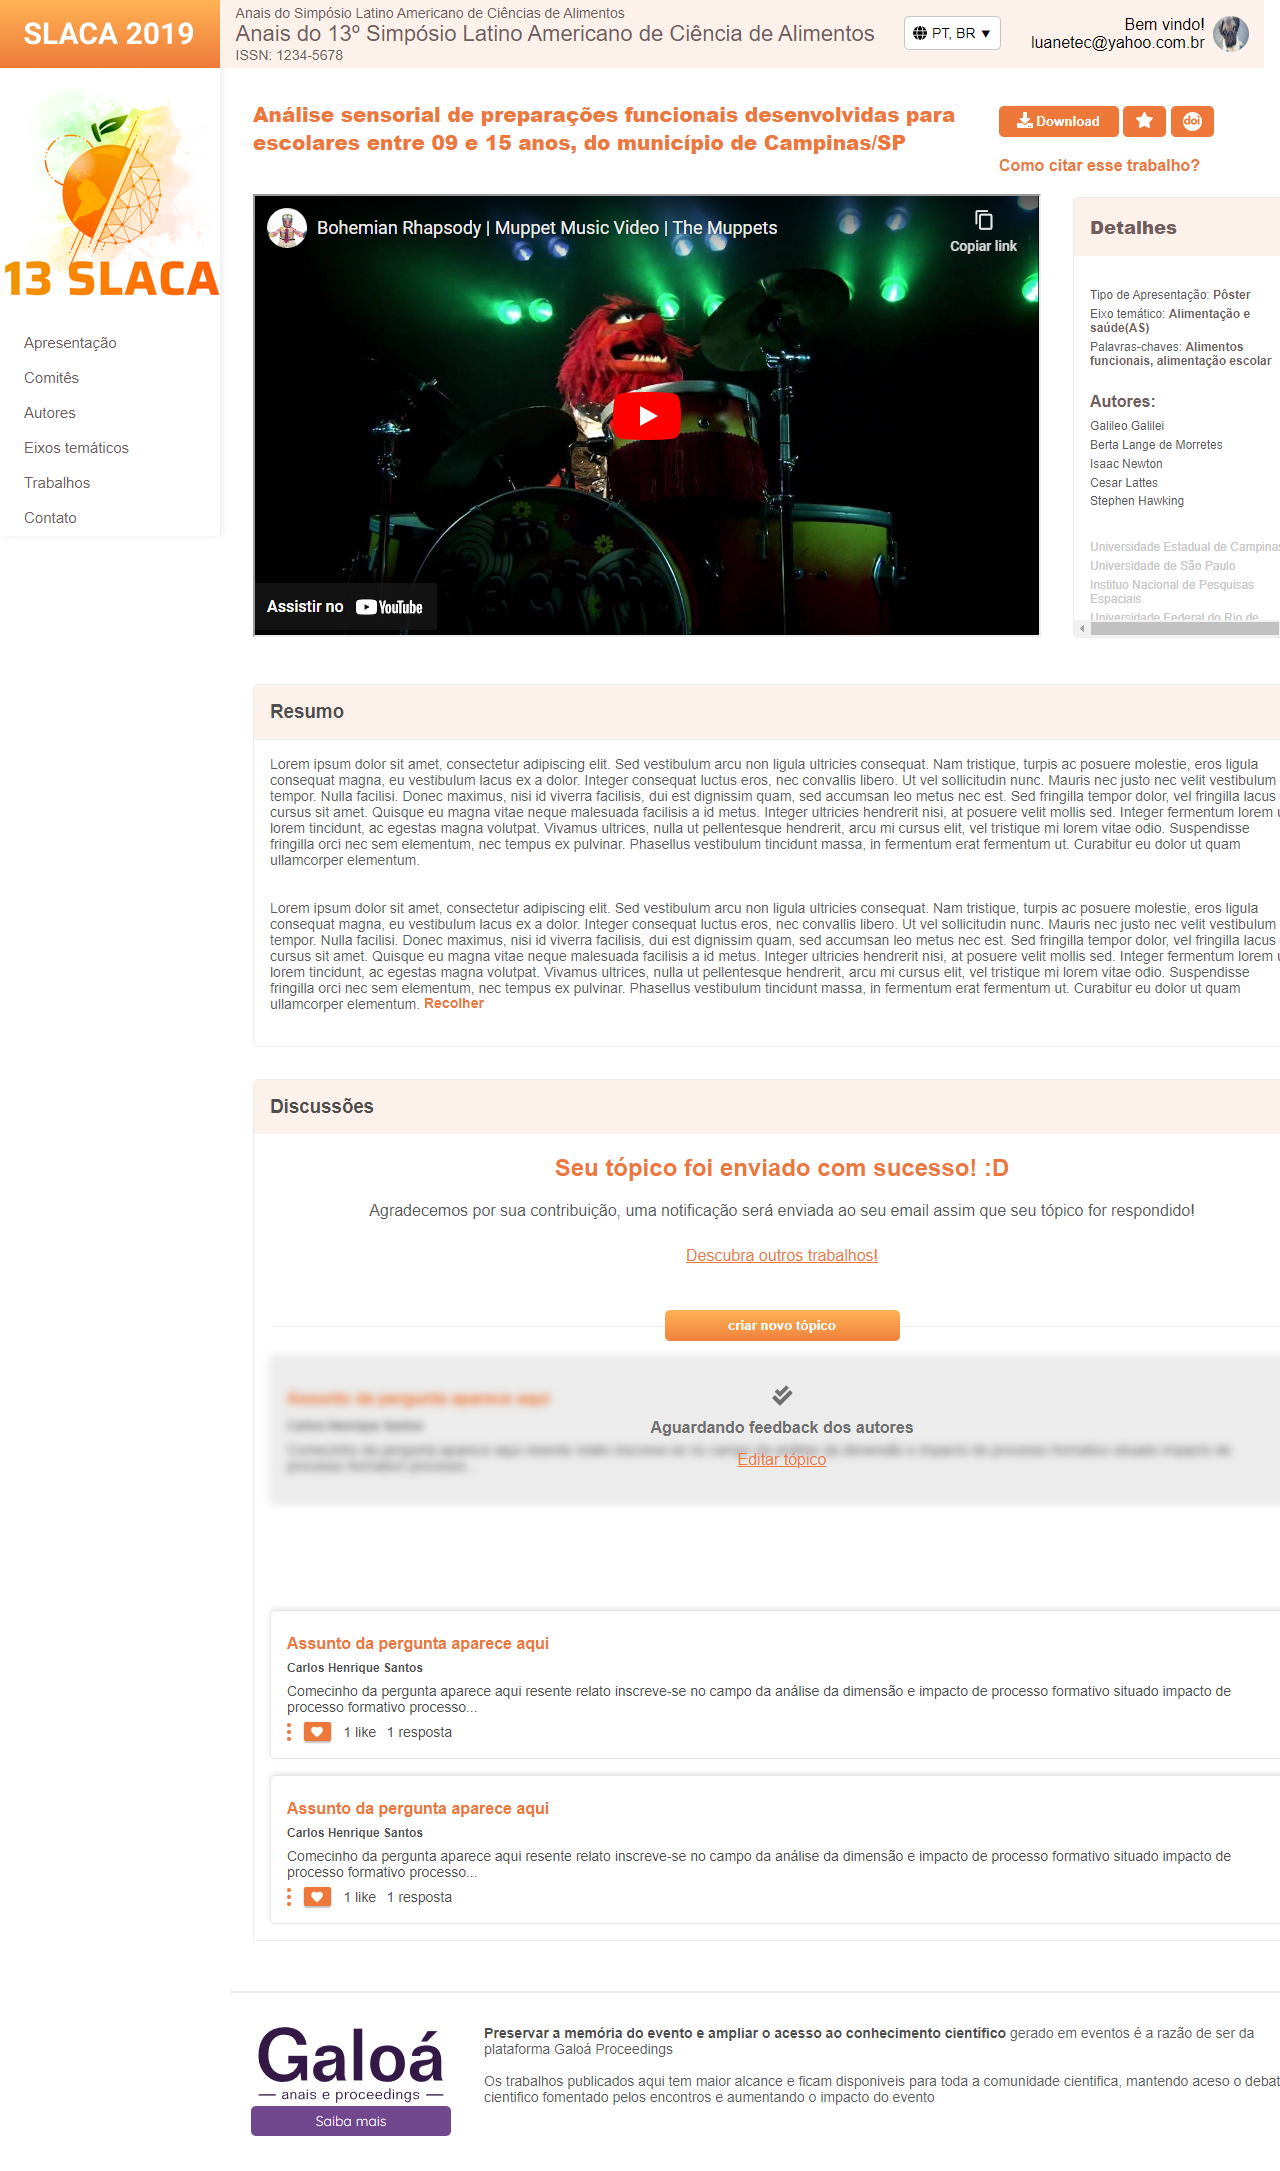 SLACA 2019
Anais do Simpósio Latino Americano de Ciências de Alimentos
Anais do 13º Simpósio Latino Americano de Ciência de Alimentos
ISSN: 1234-5678
PT, BR ▼
Bem vindo!
luanetec@yahoo.com.br
13 SLACA
Apresentação
Comitês
Autores
Eixos temáticos
Trabalhos
Contato
Análise sensorial de preparações funcionais desenvolvidas para
escolares entre 09 e 15 anos, do município de Campinas/SP
Download
doi
Como citar esse trabalho?
Bohemian Rhapsody | Muppet Music Video | The Muppets
Copiar link
Assistir no YouTube
Detalhes
Tipo de Apresentação: Pôster
Eixo temático: Alimentação e
saúde(AS)
Palavras-chaves: Alimentos
funcionais, alimentação escolar
Autores:
Galileo Galilei
Berta Lange de Morretes
Isaac Newton
Cesar Lattes
Stephen Hawking
Universidade Estadual de Campinas
Universidade de São Paulo
Instituo Nacional de Pesquisas
Espaciais
Universidade Federal do Rio de
Resumo
Lorem ipsum dolor sit amet, consectetur adipiscing elit. Sed vestibulum arcu non ligula ultricies consequat. Nam tristique, turpis ac posuere molestie, eros ligula
consequat magna, eu vestibulum lacus ex a dolor. Integer consequat luctus eros, nec convallis libero. Ut vel sollicitudin nunc. Mauris nec justo nec velit vestibulum
tempor. Nulla facilisi. Donec maximus, nisi id viverra facilisis, dui est dignissim quam, sed accumsan leo metus nec est. Sed fringilla tempor dolor, vel fringilla lacus
cursus sit amet. Quisque eu magna vitae neque malesuada facilisis a id metus. Integer ultricies hendrerit nisi, at posuere velit mollis sed. Integer fermentum lorem u
lorem tincidunt, ac egestas magna volutpat. Vivamus ultrices, nulla ut pellentesque hendrerit, arcu mi cursus elit, vel tristique mi lorem vitae odio. Suspendisse
fringilla orci nec sem elementum, nec tempus ex pulvinar. Phasellus vestibulum tincidunt massa, in fermentum erat fermentum ut. Curabitur eu dolor ut quam
ullamcorper elementum.
Lorem ipsum dolor sit amet, consectetur adipiscing elit. Sed vestibulum arcu non ligula ultricies consequat. Nam tristique, turpis ac posuere molestie, eros ligula
consequat magna, eu vestibulum lacus ex a dolor. Integer consequat luctus eros, nec convallis libero. Ut vel sollicitudin nunc. Mauris nec justo nec velit vestibulum
tempor. Nulla facilisi. Donec maximus, nisi id viverra facilisis, dui est dignissim quam, sed accumsan leo metus nec est. Sed fringilla tempor dolor, vel fringilla lacus
cursus sit amet. Quisque eu magna vitae neque malesuada facilisis a id metus. Integer ultricies hendrerit nisi, at posuere velit mollis sed. Integer fermentum lorem u
lorem tincidunt, ac egestas magna volutpat. Vivamus ultrices, nulla ut pellentesque hendrerit, arcu mi cursus elit, vel tristique mi lorem vitae odio. Suspendisse
fringilla orci nec sem elementum, nec tempus ex pulvinar. Phasellus vestibulum tincidunt massa, in fermentum erat fermentum ut. Curabitur eu dolor ut quam
ullamcorper elementum. Recolher
Discussões
Seu tópico foi enviado com sucesso! :D
Agradecemos por sua contribuição, uma notificação será enviada ao seu email assim que seu tópico for respondido!
Descubra outros trabalhos!
criar novo tópico
Assunto da pergunta aparece aqui
Carlos Henrique Santos
Aguardando feedback dos autores
Editar tópico
Assunto da pergunta aparece aqui
Carlos Henrique Santos
Comecinho da pergunta aparece aqui resente relato inscreve-se no campo da análise da dimensão e impacto de processo formativo situado impacto de
processo formativo processo...
1 like 1 resposta
Assunto da pergunta aparece aqui
Carlos Henrique Santos
Comecinho da pergunta aparece aqui resente relato inscreve-se no campo da análise da dimensão e impacto de processo formativo situado impacto de
processo formativo processo...
1 like 1 resposta
Galoá
anais e proceedings
Saiba mais
Preservar a memória do evento e ampliar o acesso ao conhecimento científico gerado em eventos é a razão de ser da
plataforma Galoá Proceedings
Os trabalhos publicados aqui tem maior alcance e ficam disponiveis para toda a comunidade cientifica, mantendo aceso o debat
cientifico fomentado pelos encontros e aumentando o impacto do evento